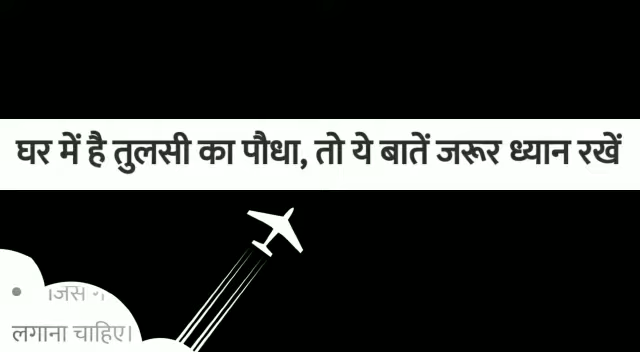 घर में है तुलसी का पौधा, तो ये बातें जरूर ध्यान रखें
जिस
लगाना चाहिए।